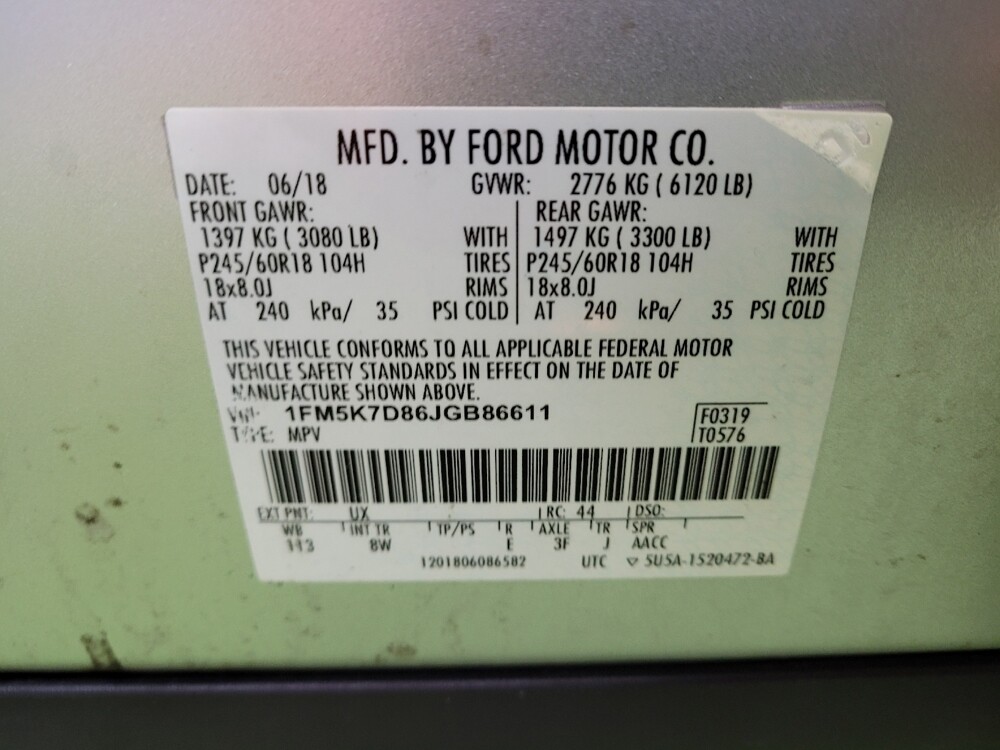 MFD. BY FORD MOTOR CO.
DATE: 06/18 GVWR: 2776 KG ( 6120 LB)
FRONT GAWR: REAR GAWR:
1397 KG ( 3080 LB) WITH 1497 KG ( 3300 LB) WITH
P245/60R18 104H TIRES P245/60R18 104H TIRES
18x8.0J RIMS 18x8.0J RIMS
AT 240 kPa/ 35 PSI COLD AT 240 kPa/ 35 PSI COLD
THIS VEHICLE CONFORMS TO ALL APPLICABLE FEDERAL MOTOR
VEHICLE SAFETY STANDARDS IN EFFECT ON THE DATE OF
MANUFACTURE SHOWN ABOVE.
VIN: 1FM5K7D86JGB86611 F0319
TYPE: MPV T0576
EXT PNT: UX RC: 44 DSO:
WB INT TR TP/PS R AXLE TR SPR
113 8W E 3F J AACC
1201806086582 UTC ▽ SU5A-1520472-BA